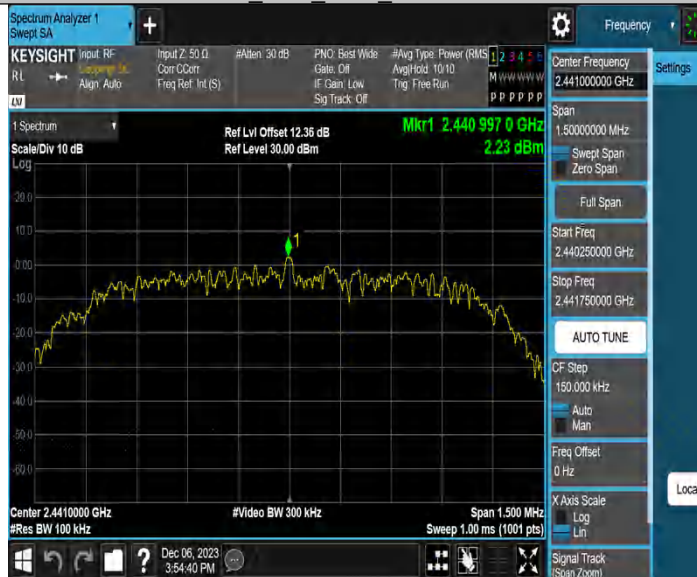 Spectrum Analyzer 1
Swept SA
+
Frequency
KEYSIGHT
RL
Input: RF
Coupling: DC
Align: Auto
Input Z: 50 Ω
Corr CCorr
Freq Ref: Int (S)
#Atten: 30 dB
PNO: Best Wide
Gate: Off
IF Gain: Low
Sig Track: Off
#Avg Type: Power (RMS
Avg|Hold: 10/10
Trig: Free Run
1 2 3 4 5 6
M W W W W W
P P P P P P
LXI
Center Frequency
2.441000000 GHz
Settings
Span
1.50000000 MHz
Swept Span
Zero Span
Full Span
Start Freq
2.440250000 GHz
Stop Freq
2.441750000 GHz
AUTO TUNE
CF Step
150.000 kHz
Auto
Man
Freq Offset
0 Hz
X Axis Scale
Log
Lin
Signal Track
(Span Zoom)
Loca
1 Spectrum
Scale/Div 10 dB
Log
Ref Lvl Offset 12.36 dB
Ref Level 30.00 dBm
Mkr1 2.440 997 0 GHz
2.23 dBm
20.0
10.0
0.00
-10.0
-20.0
-30.0
-40.0
-50.0
-60.0
1
Center 2.4410000 GHz
#Res BW 100 kHz
#Video BW 300 kHz
Span 1.500 MHz
Sweep 1.00 ms (1001 pts)
?
Dec 06, 2023
3:54:40 PM